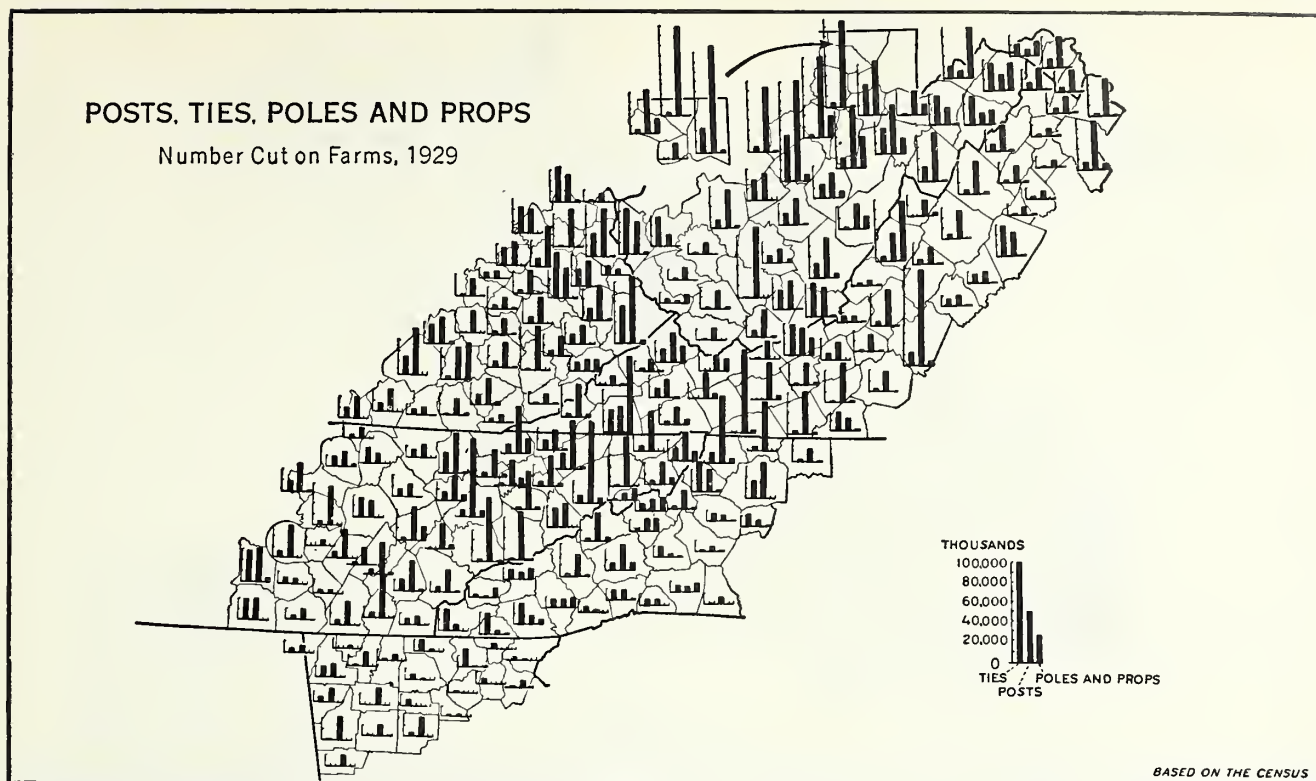 POSTS, TIES, POLES AND PROPS
Number Cut on Farms, 1929
THOUSANDS
100,000
80,000
60,000
40,000
20,000
0
TIES
POSTS
POLES AND PROPS
BASED ON THE CENSUS